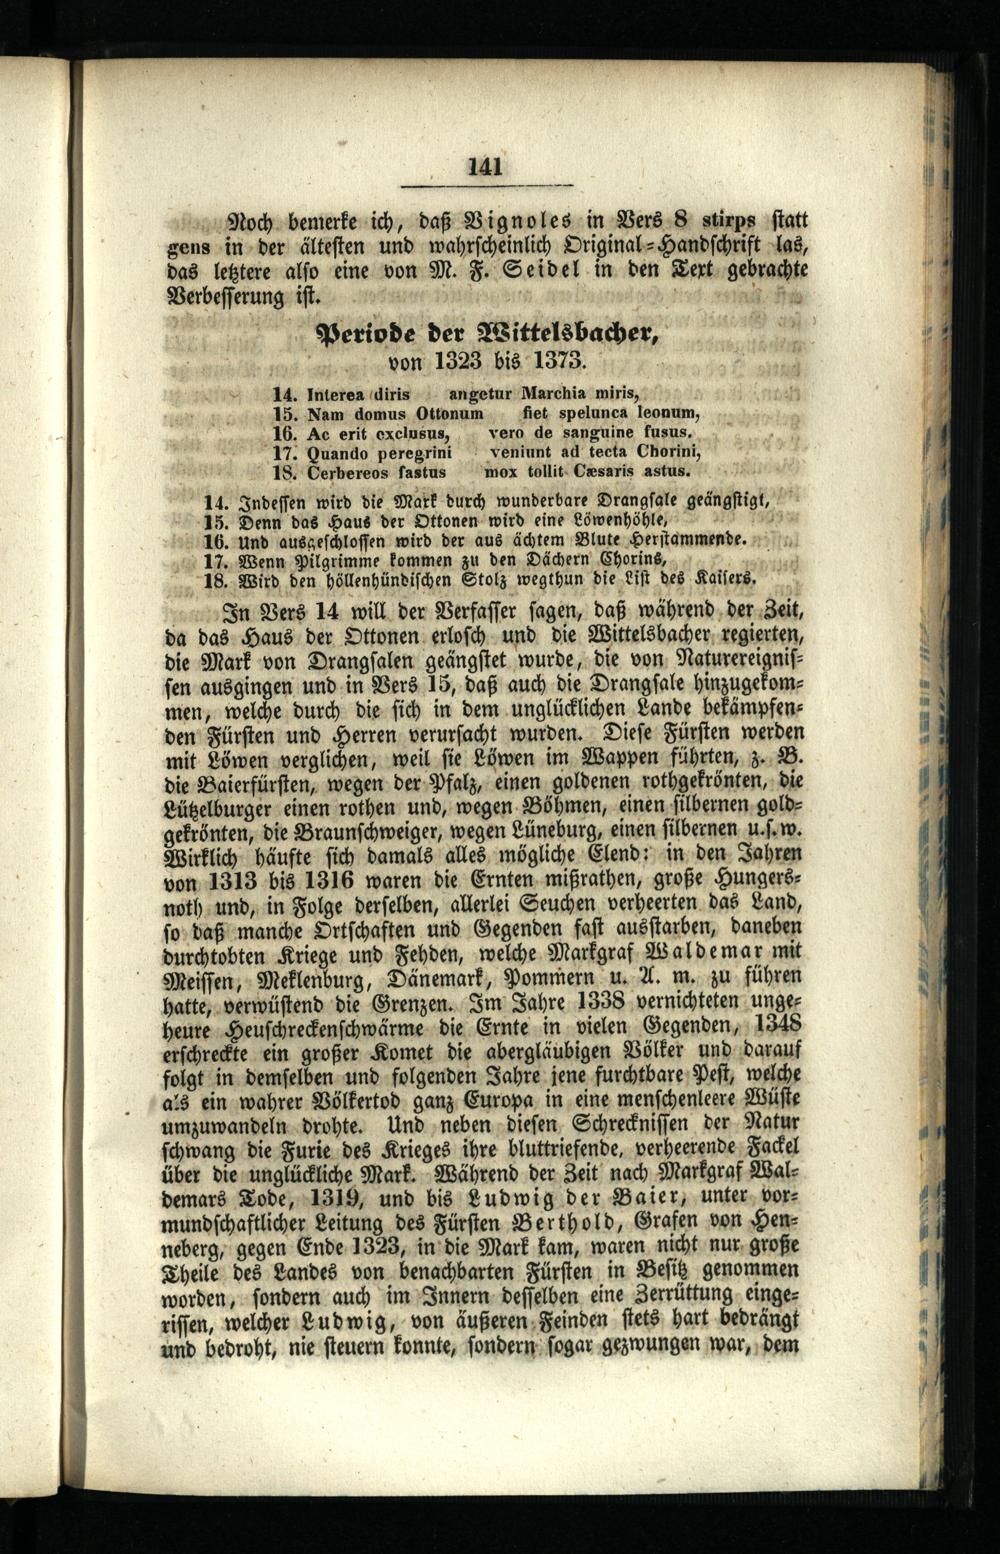 141
Noch bemerke ich, daß Vignoles in Vers 8 stirps statt
gens in der ältesten und wahrscheinlich Original-Handschrift las,
das letztere also eine von M. F. Seidel in den Text gebrachte
Verbesserung ist.
Periode der Wittelsbacher,
von 1323 bis 1373.
14. Interea diris angetur Marchia miris,
15. Nam domus Ottonum fiet spelunca leonum,
16. Ac erit exclusus, vero de sanguine fusus.
17. Quando peregrini veniunt ad tecta Chorini,
18. Cerbereos fastus mox tollit Cæsaris astus.
14. Indessen wird die Mark durch wunderbare Drangsale geängstigt,
15. Denn das Haus der Ottonen wird eine Löwenhöhle,
16. Und ausgeschlossen wird der aus ächtem Blute Herstammende.
17. Wenn Pilgrimme kommen zu den Dächern Chorins,
18. Wird den höllenhündischen Stolz wegthun die List des Kaisers.
In Vers 14 will der Verfasser sagen, daß während der Zeit,
da das Haus der Ottonen erlosch und die Wittelsbacher regierten,
die Mark von Drangsalen geängstet wurde, die von Naturereignis-
sen ausgingen und in Vers 15, daß auch die Drangsale hinzugekom-
men, welche durch die sich in dem unglücklichen Lande bekämpfen-
den Fürsten und Herren verursacht wurden. Diese Fürsten werden
mit Löwen verglichen, weil sie Löwen im Wappen führten, z. B.
die Baierfürsten, wegen der Pfalz, einen goldenen rothgekrönten, die
Lützelburger einen rothen und, wegen Böhmen, einen silbernen gold-
gekrönten, die Braunschweiger, wegen Lüneburg, einen silbernen u.s.w.
Wirklich häufte sich damals alles mögliche Elend: in den Jahren
von 1313 bis 1316 waren die Ernten mißrathen, große Hungers-
noth und, in Folge derselben, allerlei Seuchen verheerten das Land,
so daß manche Ortschaften und Gegenden fast ausstarben, daneben
durchtobten Kriege und Fehden, welche Markgraf Waldemar mit
Meissen, Meklenburg, Dänemark, Pommern u. A. m. zu führen
hatte, verwüstend die Grenzen. Im Jahre 1338 vernichteten unge-
heure Heuschreckenschwärme die Ernte in vielen Gegenden, 1348
erschreckte ein großer Komet die abergläubigen Völker und darauf
folgt in demselben und folgenden Jahre jene furchtbare Pest, welche
als ein wahrer Völkertod ganz Europa in eine menschenleere Wüste
umzuwandeln drohte. Und neben diesen Schrecknissen der Natur
schwang die Furie des Krieges ihre bluttriefende, verheerende Fackel
über die unglückliche Mark. Während der Zeit nach Markgraf Wal-
demars Tode, 1319, und bis Ludwig der Baier, unter vor-
mundschaftlicher Leitung des Fürsten Berthold, Grafen von Hen-
neberg, gegen Ende 1323, in die Mark kam, waren nicht nur große
Theile des Landes von benachbarten Fürsten in Besitz genommen
worden, sondern auch im Innern desselben eine Zerrüttung einge-
rissen, welcher Ludwig, von äußeren Feinden stets hart bedrängt
und bedroht, nie steuern konnte, sondern sogar gezwungen war, dem